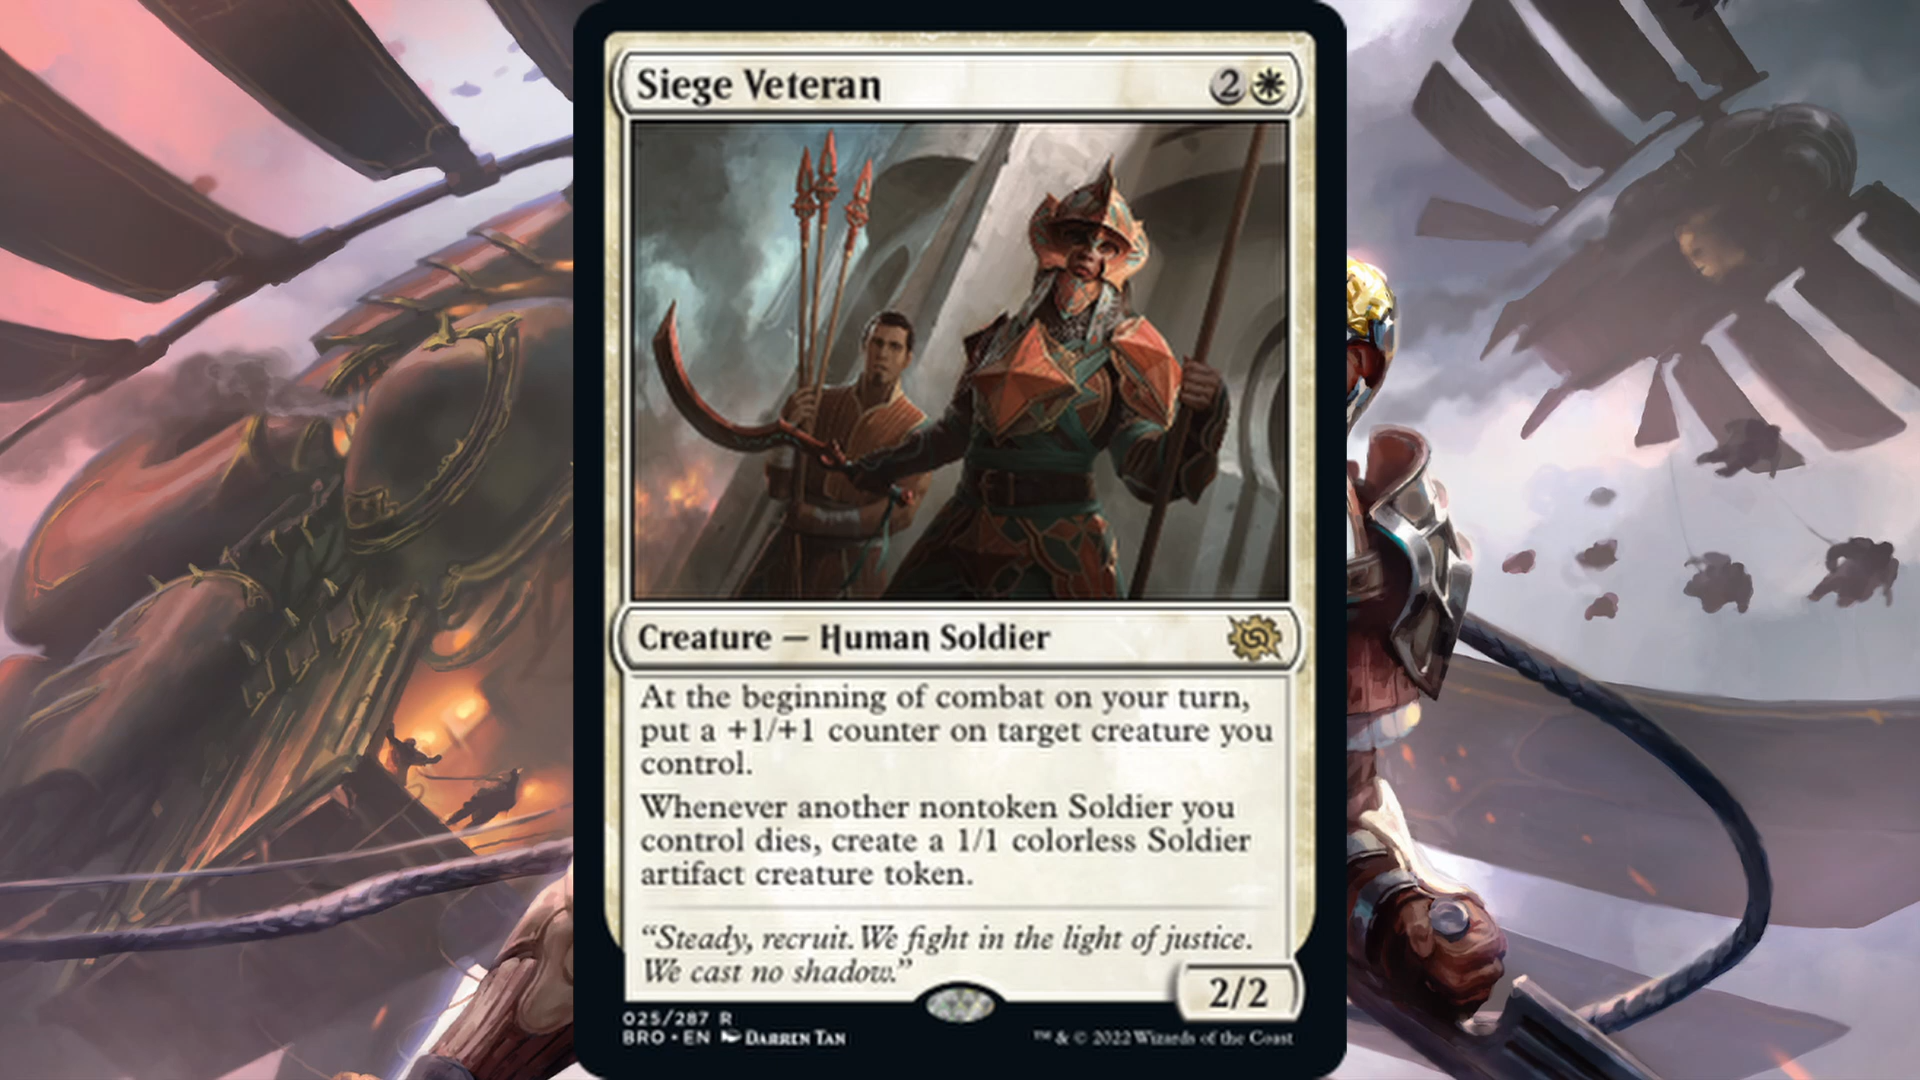 Siege Veteran 2
Creature — Human Soldier
At the beginning of combat on your turn,
put a +1/+1 counter on target creature you
control.
Whenever another nontoken Soldier you
control dies, create a 1/1 colorless Soldier
artifact creature token.
“Steady, recruit. We fight in the light of justice.
We cast no shadow.”
2/2
025/287 R
BRO • EN Darren Tan
™ & © 2022 Wizards of the Coast